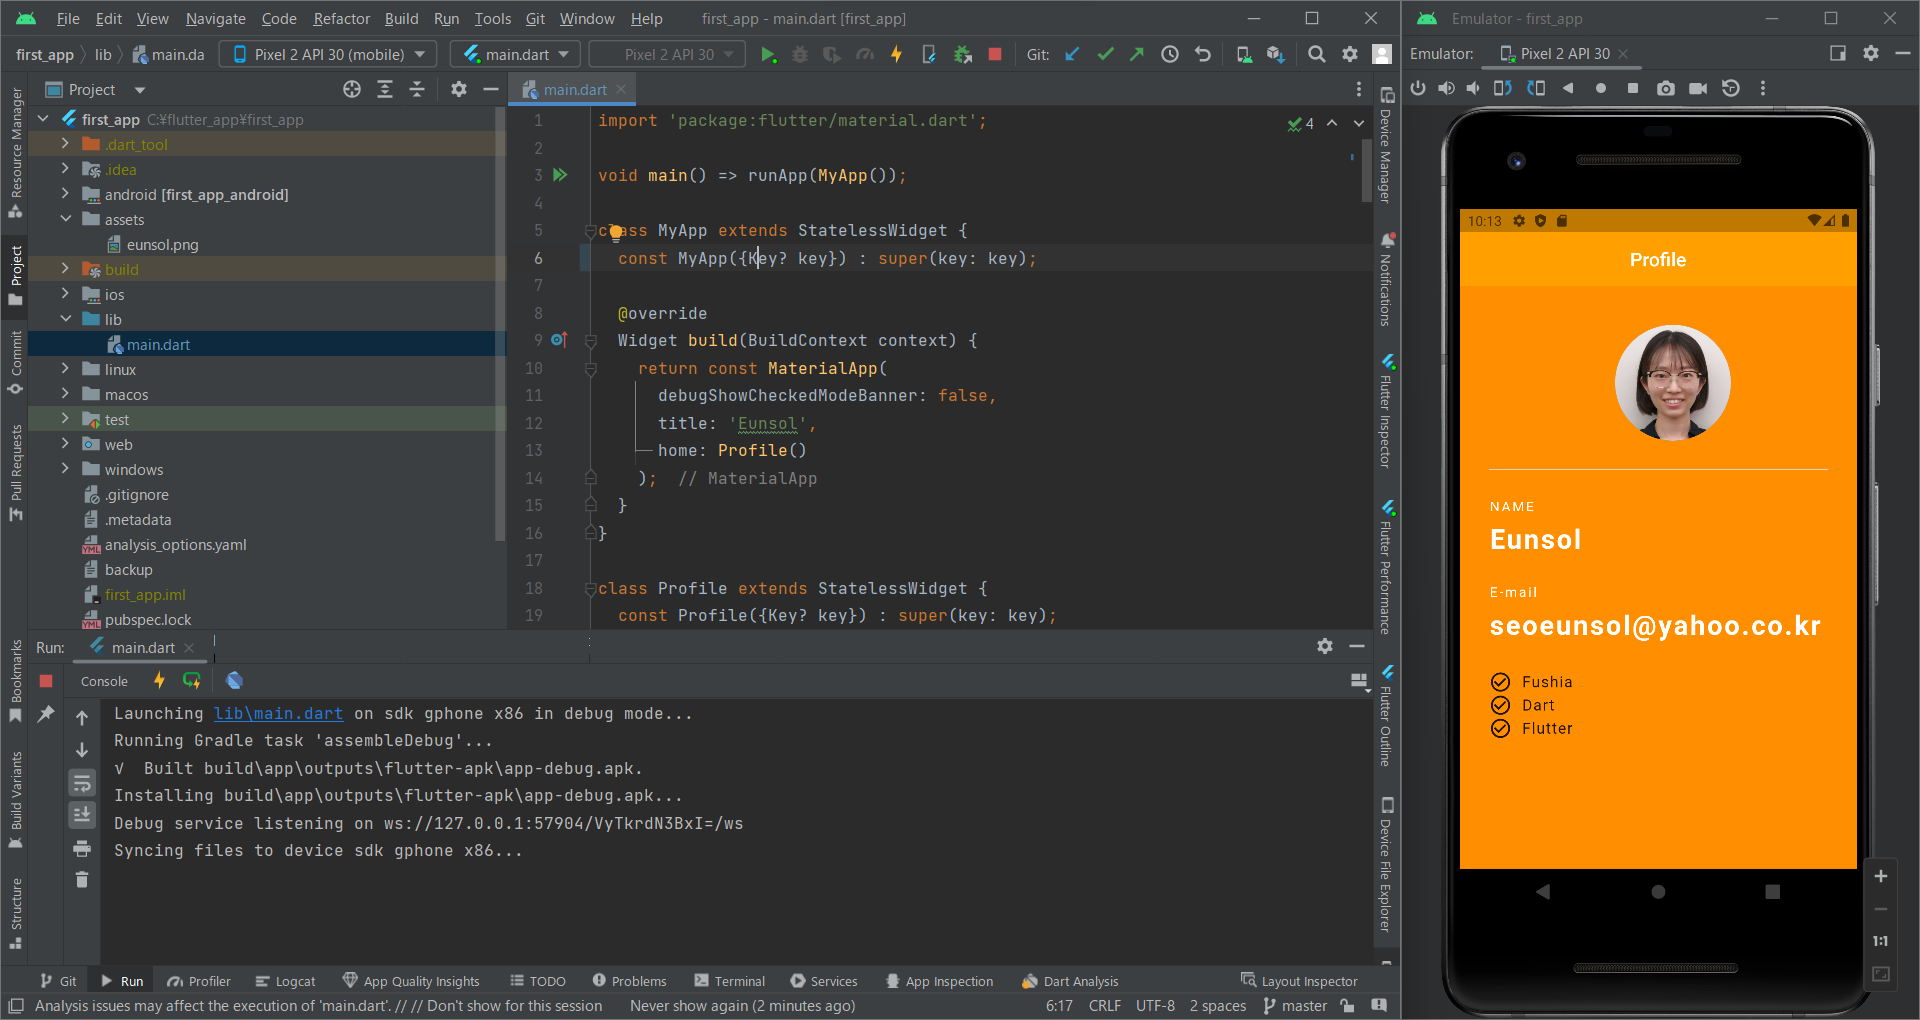 File Edit View Navigate Code Refactor Build Run Tools Git Window Help first_app - main.dart [first_app]
first_app lib main.da Pixel 2 API 30 (mobile) main.dart Pixel 2 API 30 Git:
Project
main.dart
Resource Manager
Project
Commit
Pull Requests
Bookmarks
Build Variants
Structure
first_app C:¥flutter_app¥first_app
.dart_tool
.idea
android [first_app_android]
assets
eunsol.png
build
ios
lib
main.dart
linux
macos
test
web
windows
.gitignore
.metadata
analysis_options.yaml
backup
first_app.iml
pubspec.lock
4
1 import 'package:flutter/material.dart';
2
3 void main() => runApp(MyApp());
4
5 class MyApp extends StatelessWidget {
6 const MyApp({Key? key}) : super(key: key);
7
8 @override
9 Widget build(BuildContext context) {
10 return const MaterialApp(
11 debugShowCheckedModeBanner: false,
12 title: 'Eunsol',
13 home: Profile()
14 ); // MaterialApp
15 }
16 }
17
18 class Profile extends StatelessWidget {
19 const Profile({Key? key}) : super(key: key);
Device Manager
Notifications
Flutter Inspector
Flutter Performance
Flutter Outline
Device File Explorer
Run: main.dart
Console
Launching lib\main.dart on sdk gphone x86 in debug mode...
Running Gradle task 'assembleDebug'...
√ Built build\app\outputs\flutter-apk\app-debug.apk.
Installing build\app\outputs\flutter-apk\app-debug.apk...
Debug service listening on ws://127.0.0.1:57904/VyTkrdN3BxI=/ws
Syncing files to device sdk gphone x86...
Git Run Profiler Logcat App Quality Insights TODO Problems Terminal Services App Inspection Dart Analysis Layout Inspector
Analysis issues may affect the execution of 'main.dart'. // // Don't show for this session Never show again (2 minutes ago) 6:17 CRLF UTF-8 2 spaces master
Emulator - first_app
Emulator: Pixel 2 API 30
10:13
Profile
NAME
Eunsol
E-mail
seoeunsol@yahoo.co.kr
Fushia
Dart
Flutter
1:1